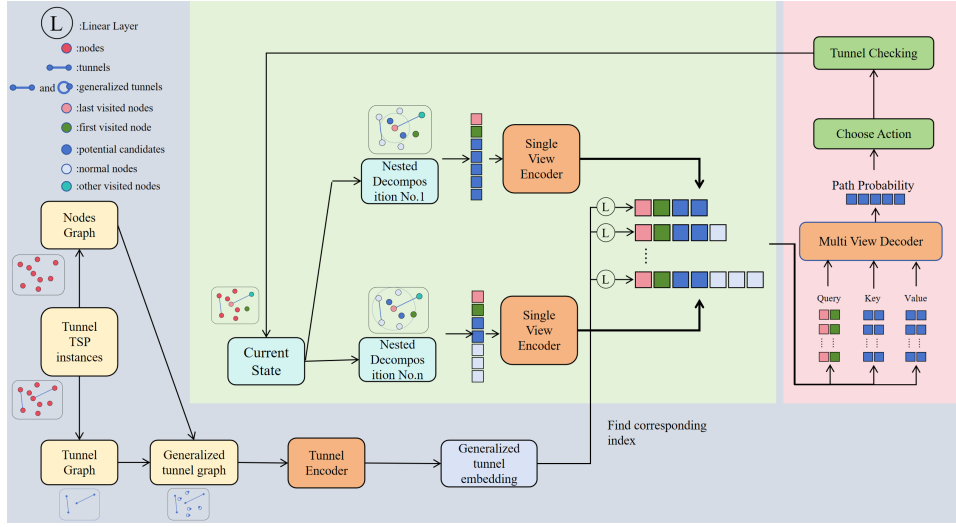 L :Linear Layer
:nodes
:tunnels
and :generalized tunnels
:last visited nodes
:first visited node
:potential candidates
:normal nodes
:other visited nodes
Nodes
Graph
Tunnel
TSP
instances
Tunnel
Graph
Generalized
tunnel graph
Tunnel
Encoder
Generalized
tunnel
embedding
Find corresponding
index
Current
State
Nested
Decompos
ition No.1
Nested
Decompos
ition No.n
Single
View
Encoder
Single
View
Encoder
L
L
L
Tunnel Checking
Choose Action
Path Probability
Multi View Decoder
Query Key Value